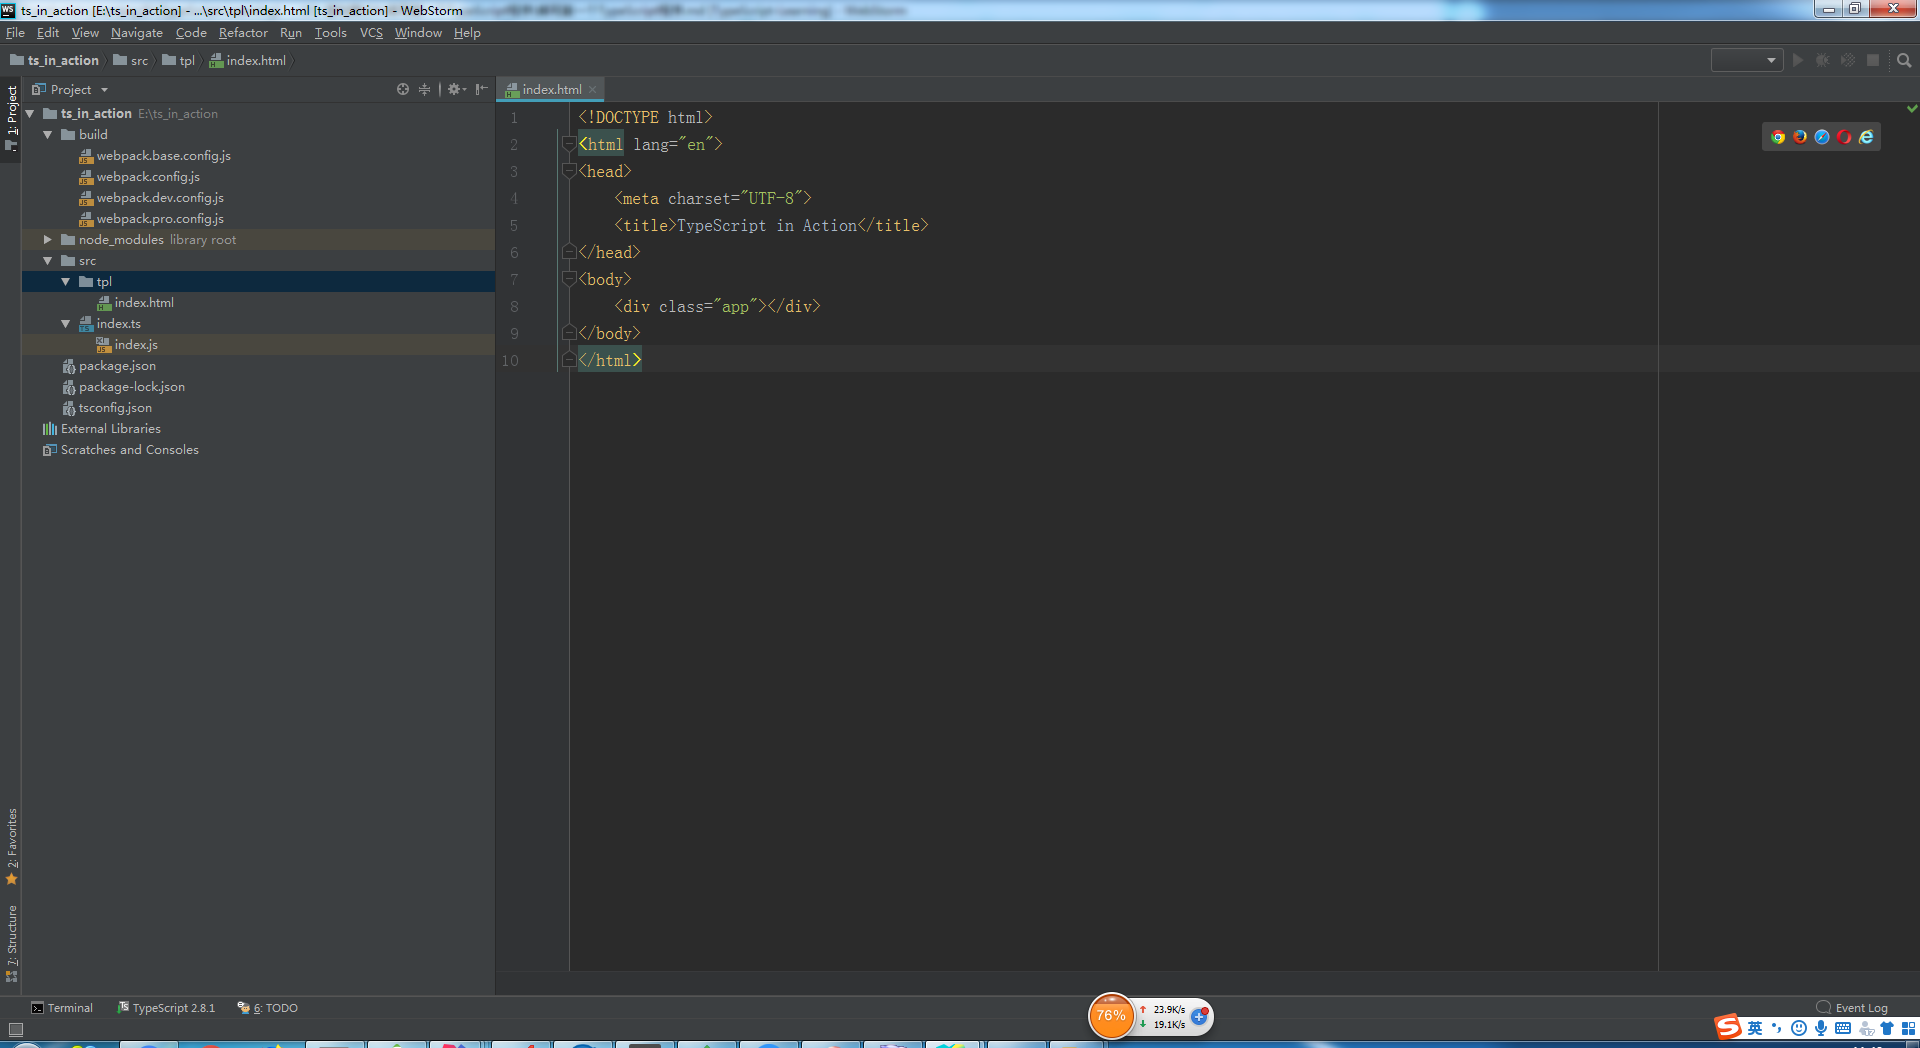 ts_in_action [E:\ts_in_action] - ...\src\tpl\index.html [ts_in_action] - WebStorm
File Edit View Navigate Code Refactor Run Tools VCS Window Help
ts_in_action src tpl index.html
1: Project
Project
index.html
ts_in_action E:\ts_in_action
build
webpack.base.config.js
webpack.config.js
webpack.dev.config.js
webpack.pro.config.js
node_modules library root
src
tpl
index.html
index.ts
index.js
package.json
package-lock.json
tsconfig.json
External Libraries
Scratches and Consoles
1 <!DOCTYPE html>
2 <html lang="en">
3 <head>
4 <meta charset="UTF-8">
5 <title>TypeScript in Action</title>
6 </head>
7 <body>
8 <div class="app"></div>
9 </body>
10 </html>
2: Favorites
7: Structure
Terminal TypeScript 2.8.1 6: TODO
76%
23.9K/s
19.1K/s
Event Log
英